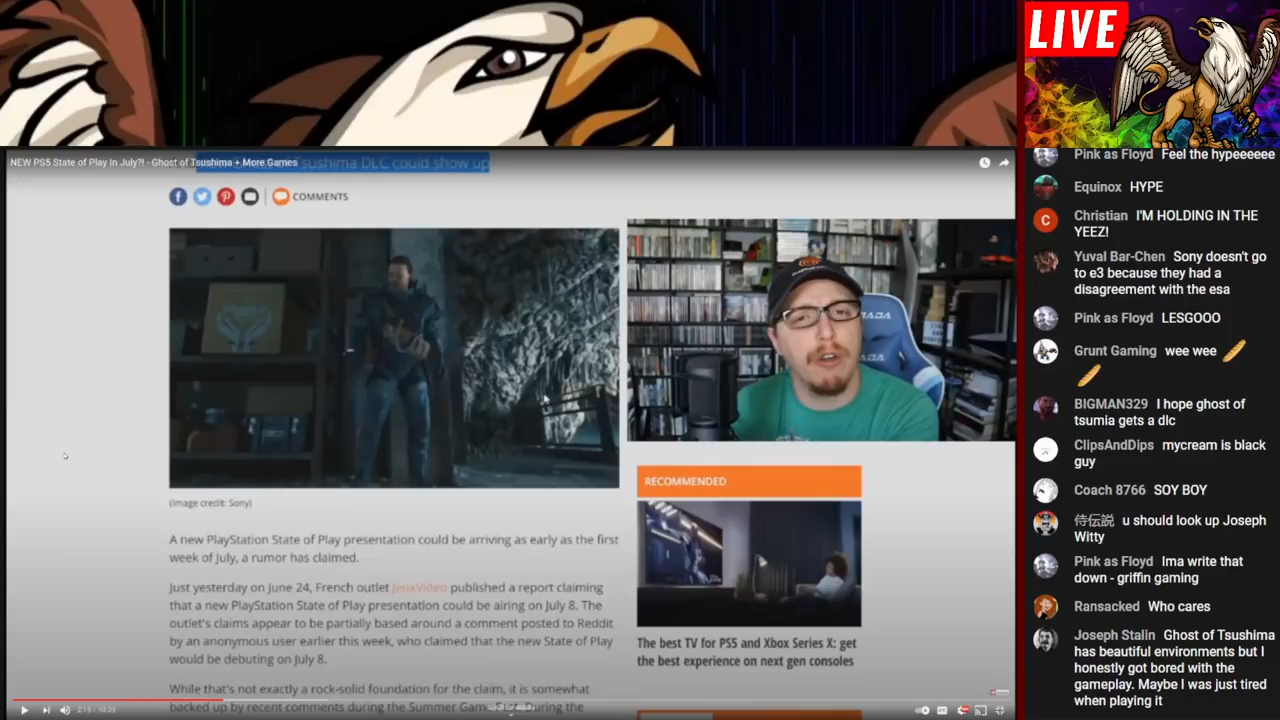 NEW PS5 State of Play In July?! - Ghost of Tsushima + More Games
sushima DLC could show up
COMMENTS
(Image credit: Sony)
RECOMMENDED
The best TV for PS5 and Xbox Series X: get
the best experience on next gen consoles
A new PlayStation State of Play presentation could be arriving as early as the first
week of July, a rumor has claimed.
Just yesterday on June 24, French outlet JeuxVideo published a report claiming
that a new PlayStation State of Play presentation could be airing on July 8. The
outlet's claims appear to be partially based around a comment posted to Reddit
by an anonymous user earlier this week, who claimed that the new State of Play
would be debuting on July 8.
While that's not exactly a rock-solid foundation for the claim, it is somewhat
backed up by recent comments during the Summer Game
During the
LIVE
Pink as Floyd Feel the hypeeeeee
Equinox HYPE
C
Christian I'M HOLDING IN THE
YEEZ!
Yuval Bar-Chen Sony doesn't go
to e3 because they had a
disagreement with the esa
Pink as Floyd LESGOOO
Grunt Gaming wee wee 🥖
🥖
BIGMAN329 I hope ghost of
tsumia gets a dlc
ClipsAndDips mycream is black
guy
Coach 8766 SOY BOY
侍伝説 u should look up Joseph
Witty
Pink as Floyd Ima write that
down - griffin gaming
Ransacked Who cares
Joseph Stalin Ghost of Tsushima
has beautiful environments but I
honestly got bored with the
gameplay. Maybe I was just tired
when playing it